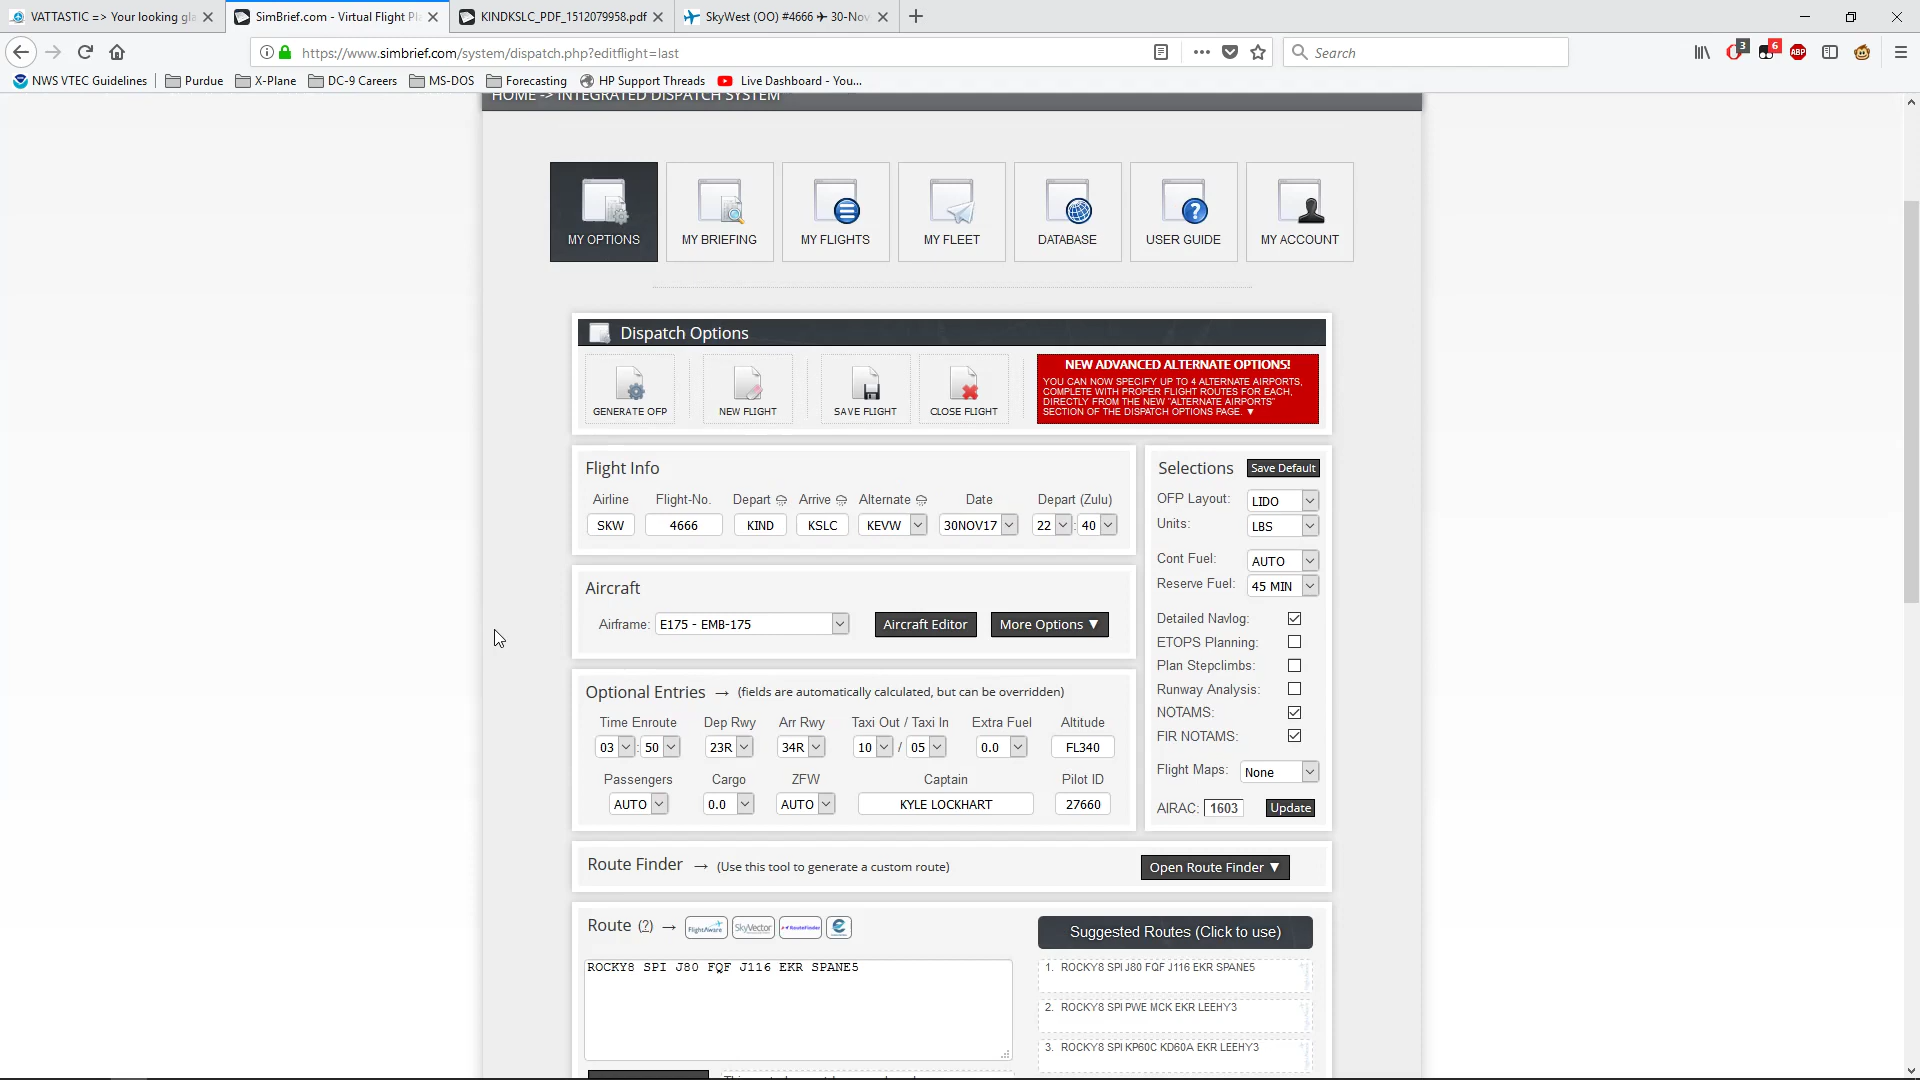 VATTASTIC => Your looking gl
SimBrief.com - Virtual Flight Pl
KINDKSLC_PDF_1512079958.pdf
SkyWest (OO) #4666 ✈ 30-Nov
https://www.simbrief.com/system/dispatch.php?editflight=last
Search
3
6
ABP
NWS VTEC Guidelines
Purdue
X-Plane
DC-9 Careers
MS-DOS
Forecasting
HP Support Threads
Live Dashboard - You...
HOME -> INTEGRATED DISPATCH SYSTEM
MY OPTIONS
MY BRIEFING
MY FLIGHTS
MY FLEET
DATABASE
USER GUIDE
MY ACCOUNT
Dispatch Options
GENERATE OFP
NEW FLIGHT
SAVE FLIGHT
CLOSE FLIGHT
NEW ADVANCED ALTERNATE OPTIONS!
YOU CAN NOW SPECIFY UP TO 4 ALTERNATE AIRPORTS,
COMPLETE WITH PROPER FLIGHT ROUTES FOR EACH,
DIRECTLY FROM THE NEW "ALTERNATE AIRPORTS"
SECTION OF THE DISPATCH OPTIONS PAGE. ▼
Flight Info
Airline Flight-No. Depart Arrive Alternate Date Depart (Zulu)
SKW 4666 KIND KSLC KEVW 30NOV17 22 : 40
Aircraft
Airframe: E175 - EMB-175 Aircraft Editor More Options ▼
Optional Entries → (fields are automatically calculated, but can be overridden)
Time Enroute Dep Rwy Arr Rwy Taxi Out / Taxi In Extra Fuel Altitude
03 : 50 23R 34R 10 / 05 0.0 FL340
Passengers Cargo ZFW Captain Pilot ID
AUTO 0.0 AUTO KYLE LOCKHART 27660
Selections Save Default
OFP Layout: LIDO
Units: LBS
Cont Fuel: AUTO
Reserve Fuel: 45 MIN
Detailed Navlog:
ETOPS Planning:
Plan Stepclimbs:
Runway Analysis:
NOTAMS:
FIR NOTAMS:
Flight Maps: None
AIRAC: 1603 Update
Route Finder → (Use this tool to generate a custom route) Open Route Finder ▼
Route (?) → FlightAware SkyVector RouteFinder
ROCKY8 SPI J80 FQF J116 EKR SPANE5
Suggested Routes (Click to use)
1. ROCKY8 SPI J80 FQF J116 EKR SPANE5
2. ROCKY8 SPI PWE MCK EKR LEEHY3
3. ROCKY8 SPI KP60C KD60A EKR LEEHY3